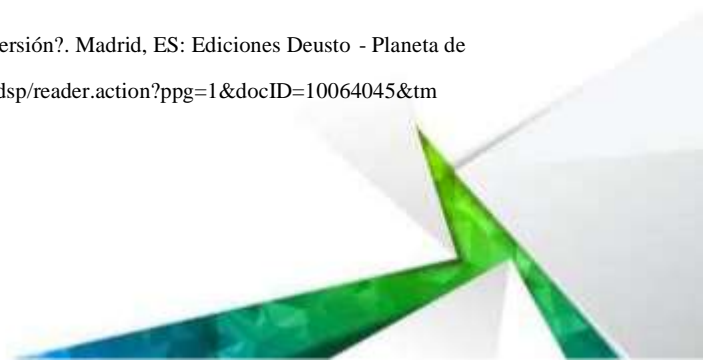 ersión?. Madrid, ES: Ediciones Deusto - Planeta de
dsp/reader.action?ppg=1&docID=10064045&tm